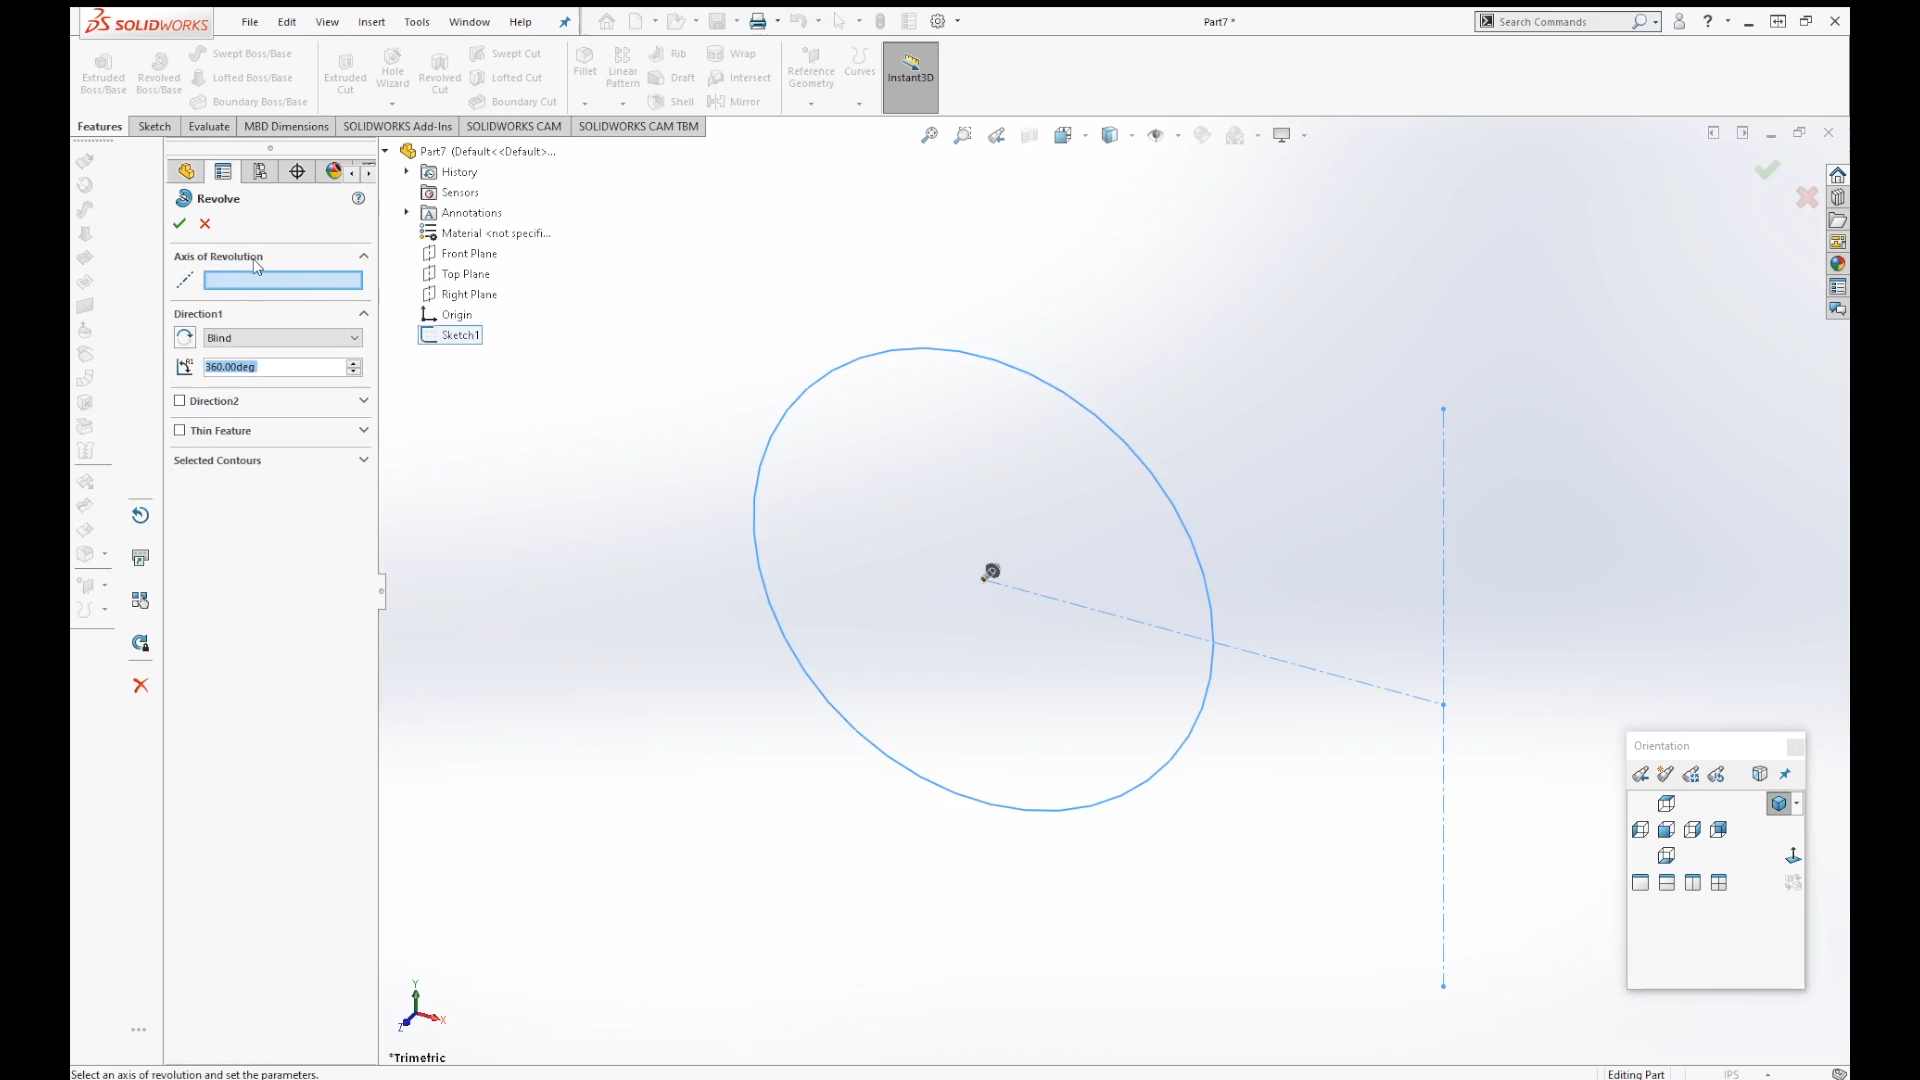 SOLIDWORKS
File Edit View Insert Tools Window Help
Part7 *
Search Commands
Extruded Boss/Base
Revolved Boss/Base
Swept Boss/Base
Lofted Boss/Base
Boundary Boss/Base
Extruded Cut
Hole Wizard
Revolved Cut
Swept Cut
Lofted Cut
Boundary Cut
Fillet
Linear Pattern
Rib
Draft
Shell
Wrap
Intersect
Mirror
Reference Geometry
Curves
Instant3D
Features Sketch Evaluate MBD Dimensions SOLIDWORKS Add-Ins SOLIDWORKS CAM SOLIDWORKS CAM TBM
Revolve
Axis of Revolution
Direction1
Blind
360.00deg
Direction2
Thin Feature
Selected Contours
Part7 (Default<<Default>...
History
Sensors
Annotations
Material <not specifi...
Front Plane
Top Plane
Right Plane
Origin
Sketch1
Orientation
Y
X
Z
*Trimetric
Select an axis of revolution and set the parameters.
Editing Part
IPS